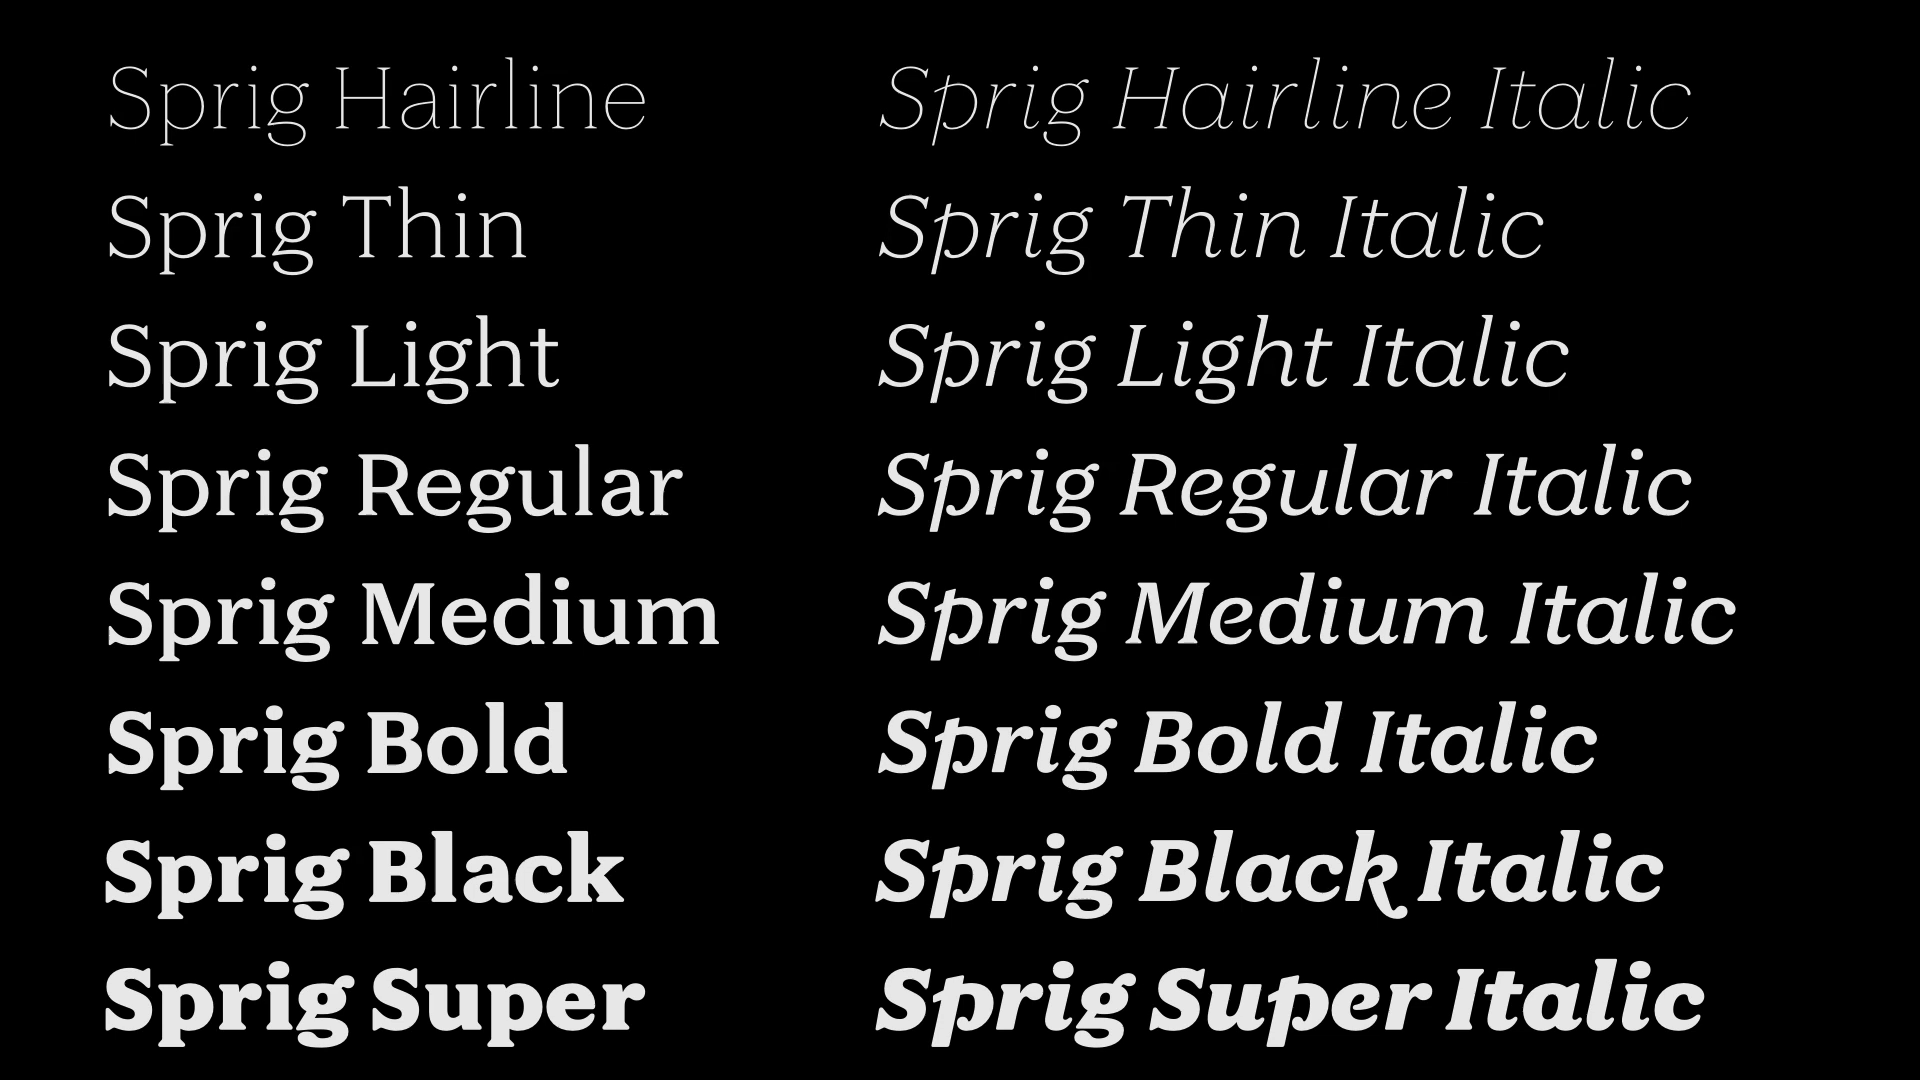 Sprig Hairline
Sprig Hairline Italic
Sprig Thin
Sprig Thin Italic
Sprig Light
Sprig Light Italic
Sprig Regular
Sprig Regular Italic
Sprig Medium
Sprig Medium Italic
Sprig Bold
Sprig Bold Italic
Sprig Black
Sprig Black Italic
Sprig Super
Sprig Super Italic